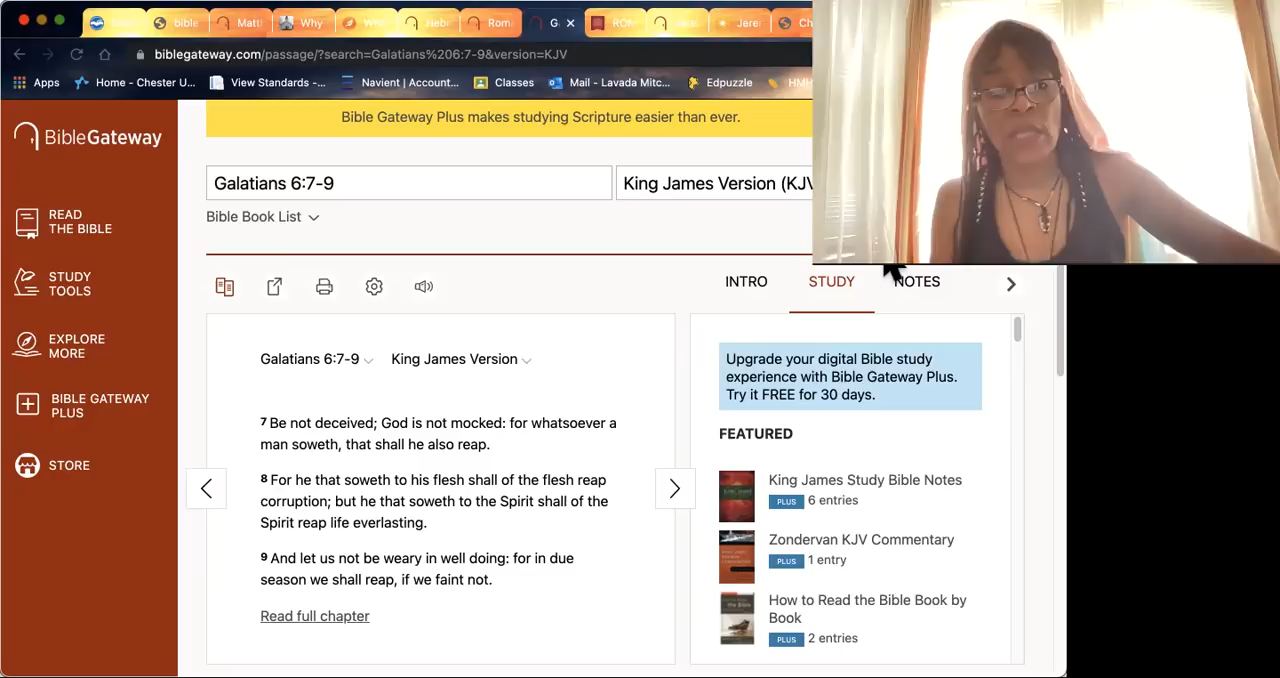 bible
Matt
Why
Hebr
Rom
G
ROM
Jere
Ch
biblegateway.com/passage/?search=Galatians%206:7-9&version=KJV
Apps
Home - Chester U...
View Standards -...
Navient | Account...
Classes
Mail - Lavada Mitc...
Edpuzzle
HMH
BibleGateway
READ
THE BIBLE
STUDY
TOOLS
EXPLORE
MORE
BIBLE GATEWAY
PLUS
STORE
Bible Gateway Plus makes studying Scripture easier than ever.
Galatians 6:7-9
King James Version (KJV
Bible Book List
INTRO
STUDY
NOTES
Galatians 6:7-9
King James Version
7 Be not deceived; God is not mocked: for whatsoever a
man soweth, that shall he also reap.
8 For he that soweth to his flesh shall of the flesh reap
corruption; but he that soweth to the Spirit shall of the
Spirit reap life everlasting.
9 And let us not be weary in well doing: for in due
season we shall reap, if we faint not.
Read full chapter
Upgrade your digital Bible study
experience with Bible Gateway Plus.
Try it FREE for 30 days.
FEATURED
King James Study Bible Notes
PLUS 6 entries
Zondervan KJV Commentary
PLUS 1 entry
How to Read the Bible Book by
Book
PLUS 2 entries